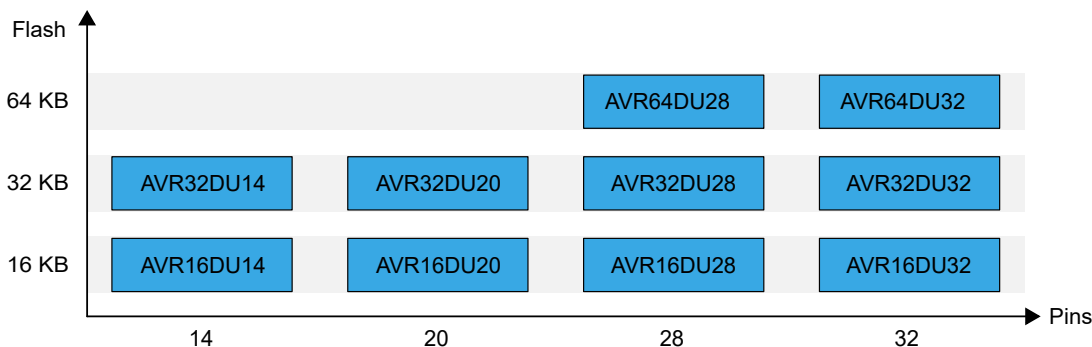 Flash
64 KB AVR64DU28 AVR64DU32
32 KB AVR32DU14 AVR32DU20 AVR32DU28 AVR32DU32
16 KB AVR16DU14 AVR16DU20 AVR16DU28 AVR16DU32
Pins
14 20 28 32